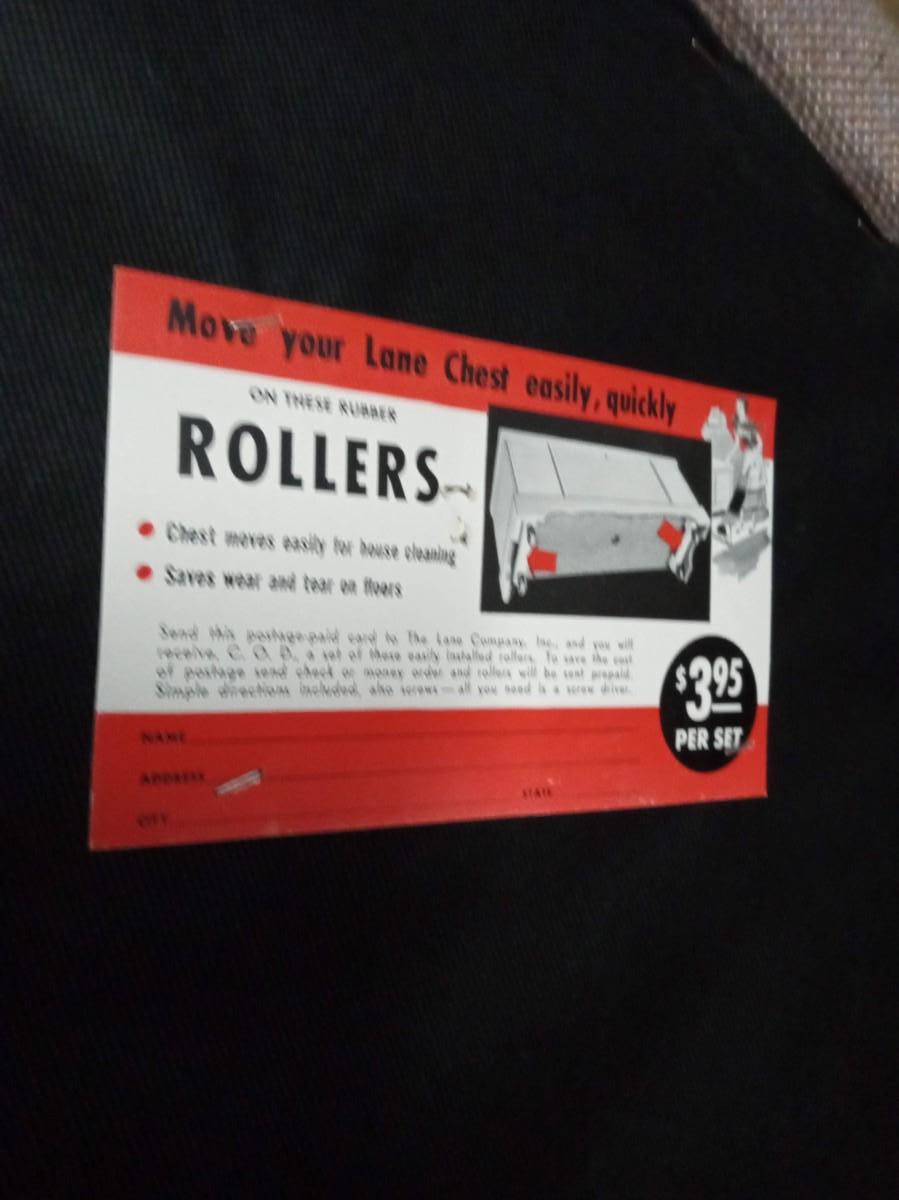 Move your Lane Chest easily, quickly
ON THESE RUBBER
ROLLERS
Chest moves easily for house cleaning
Saves wear and tear on floors
Send this postage-paid card to The Lane Company, Inc., and you will
receive, C. O. D., a set of these easily installed rollers. To save the cost
of postage send check or money order and rollers will be sent prepaid.
Simple directions included, also screws — all you need is a screw driver.
$3.95
PER SET
NAME
ADDRESS
CITY STATE